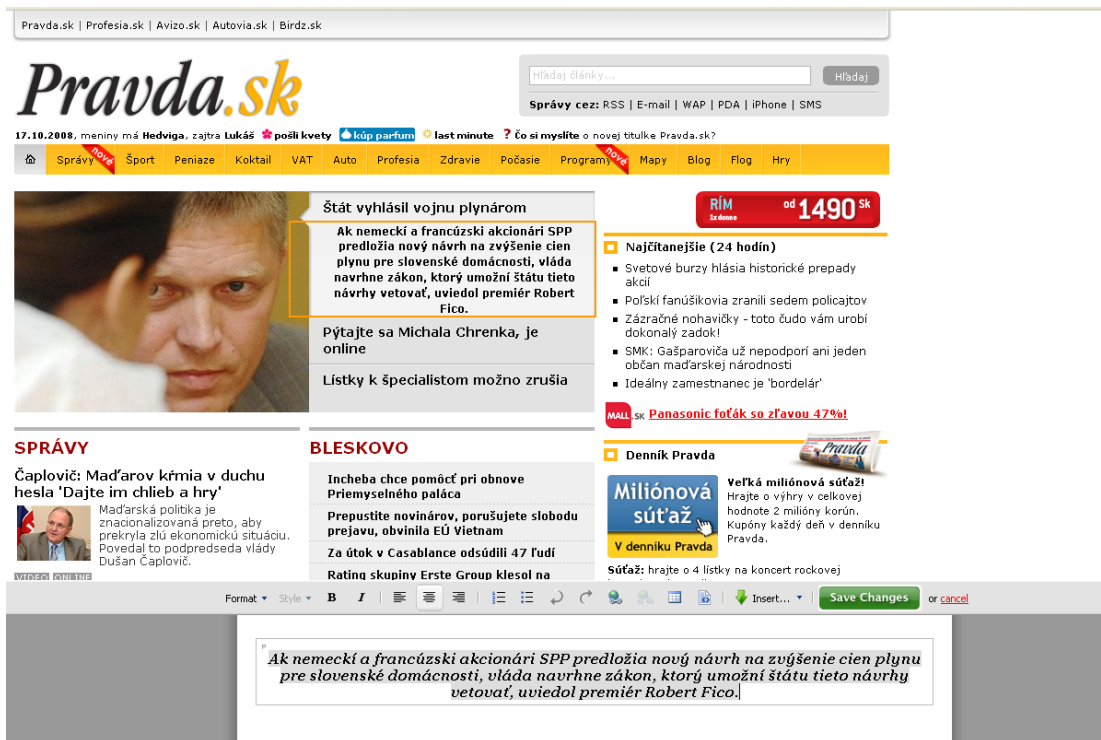 Pravda.sk | Profesia.sk | Avizo.sk | Autovia.sk | Birdz.sk
Pravda.sk
Hľadaj články...
Hľadaj
Správy cez: RSS | E-mail | WAP | PDA | iPhone | SMS
17.10.2008, meniny má Hedviga, zajtra Lukáš pošli kvety kúp parfum last minute ? Čo si myslíte o novej titulke Pravda.sk?
Správy nové Šport Peniaze Koktail VAT Auto Profesia Zdravie Počasie Programy nové Mapy Blog Flog Hry
Štát vyhlásil vojnu plynárom
Ak nemeckí a francúzski akcionári SPP
predložia nový návrh na zvýšenie cien
plynu pre slovenské domácnosti, vláda
navrhne zákon, ktorý umožní štátu tieto
návrhy vetovať, uviedol premiér Robert
Fico.
Pýtajte sa Michala Chrenka, je
online
Lístky k špecialistom možno zrušia
RÍM
1x denne
od 1490 Sk
Najčítanejšie (24 hodín)
Svetové burzy hlásia historické prepady
akcií
Poľskí fanúšikovia zranili sedem policajtov
Zázračné nohavičky - toto čudo vám urobí
dokonalý zadok!
SMK: Gašparoviča už nepodporí ani jeden
občan maďarskej národnosti
Ideálny zamestnanec je 'bordelár'
MALL.SK Panasonic foťák so zľavou 47%!
SPRÁVY
Čaplovič: Maďarov kŕmia v duchu
hesla 'Dajte im chlieb a hry'
Maďarská politika je
znacionalizovaná preto, aby
prekryla zlú ekonomickú situáciu.
Povedal to podpredseda vlády
Dušan Čaplovič.
VIDEO ONLINE
BLESKOVO
Incheba chce pomôcť pri obnove
Priemyselného paláca
Prepustite novinárov, porušujete slobodu
prejavu, obvinila EÚ Vietnam
Za útok v Casablance odsúdili 47 ľudí
Rating skupiny Erste Group klesol na
Denník Pravda
Pravda
Miliónová
súťaž
V denníku Pravda
Veľká miliónová súťaž!
Hrajte o výhry v celkovej
hodnote 2 milióny korún.
Kupóny každý deň v denníku
Pravda.
Súťaž: hrajte o 4 lístky na koncert rockovej
Format Style B I Insert... Save Changes or cancel
P
Ak nemeckí a francúzski akcionári SPP predložia nový návrh na zvýšenie cien plynu
pre slovenské domácnosti, vláda navrhne zákon, ktorý umožní štátu tieto návrhy
vetovať, uviedol premiér Robert Fico.